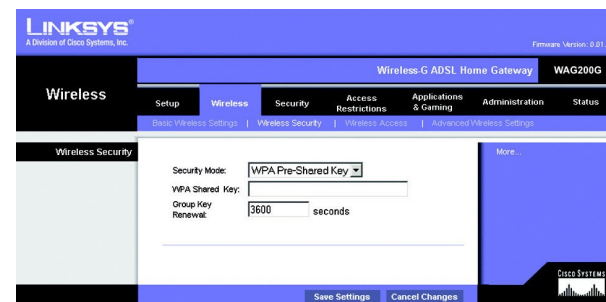 LINKSYS®
A Division of Cisco Systems, Inc.
Firmware Version: 0.01.
Wireless-G ADSL Home Gateway WAG200G
Wireless
Setup Wireless Security Access Restrictions Applications & Gaming Administration Status
Basic Wireless Settings | Wireless Security | Wireless Access | Advanced Wireless Settings
Wireless Security
More...
Security Mode: WPA Pre-Shared Key
WPA Shared Key:
Group Key Renewal: 3600 seconds
CISCO SYSTEMS
Save Settings Cancel Changes